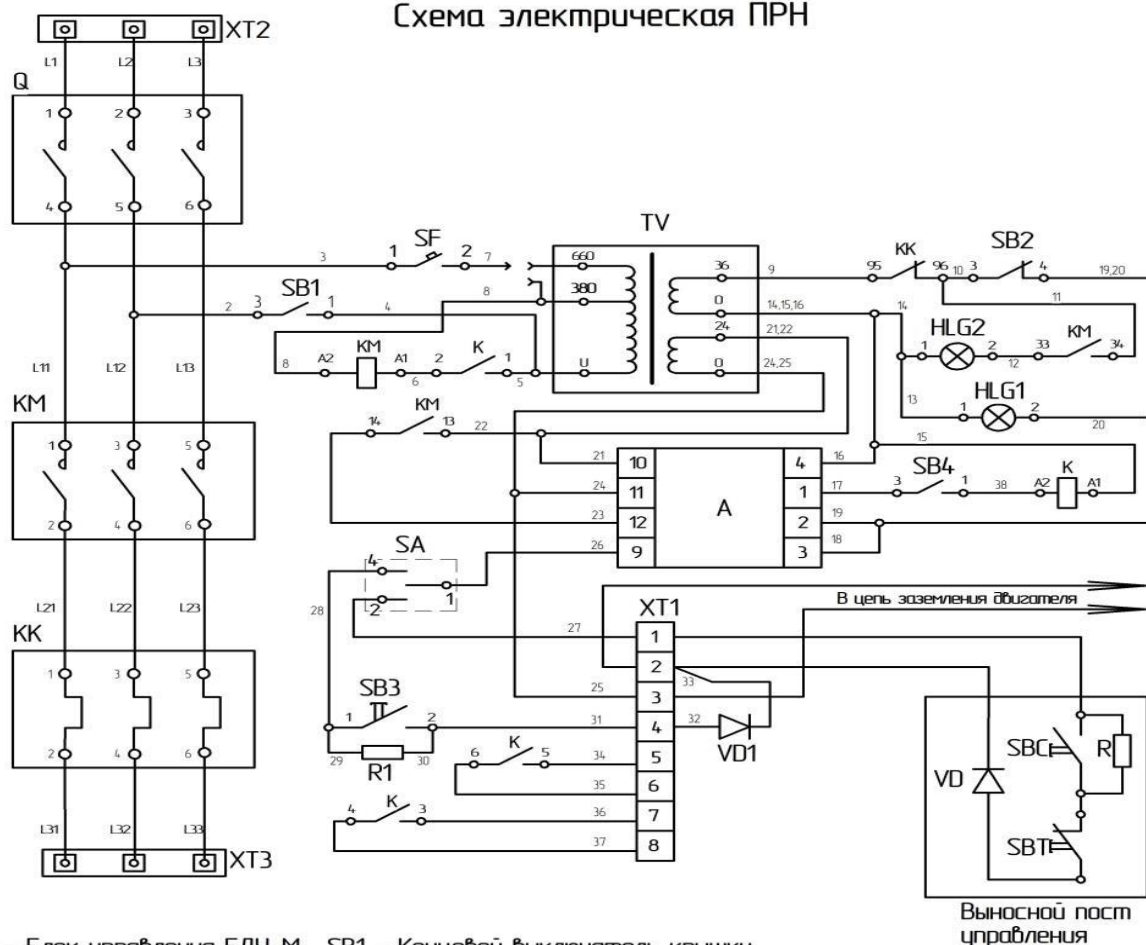 Схема электрическая ПРН
XT2
L1 L2 L3
Q
1 2 3
4 5 6
SF
1 2
3 7
TV
660
380
U
36
0
24
0
9
14,15,16
21,22
24,25
KK
95 96
10
SB2
3 4
19,20
11
SB1
3 1
2 4
8
8
KM
A2 A1
6
K
2 1
5
14
HLG2
1 2
12
KM
33 34
13
HLG1
1 2
20
L11 L12 L13
KM
1 3 5
2 4 6
KM
14 13
22
15
21 10 4 16
24 11 1 17
23 12 2 19
26 9 3 18
A
SB4
3 1
38
K
A2 A1
SA
4
2
1
28
27
В цепь заземления двигателя
L21 L22 L23
KK
1 3 5
2 4 6
XT1
1
2
3
4
5
6
7
8
33
25
31
32
VD1
SB3
1 2
29 30
R1
K
6 5
34
35
K
4 3
36
37
VD
SBC
R
SBT
Выносной пост
управления
L31 L32 L33
XT3